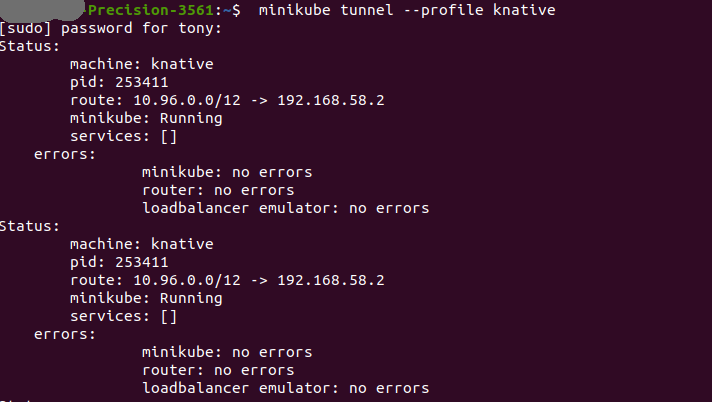 Precision-3561:~$  minikube tunnel --profile knative
[sudo] password for tony:
Status:
        machine: knative
        pid: 253411
        route: 10.96.0.0/12 -> 192.168.58.2
        minikube: Running
        services: []
    errors:
                minikube: no errors
                router: no errors
                loadbalancer emulator: no errors
Status:
        machine: knative
        pid: 253411
        route: 10.96.0.0/12 -> 192.168.58.2
        minikube: Running
        services: []
    errors:
                minikube: no errors
                router: no errors
                loadbalancer emulator: no errors